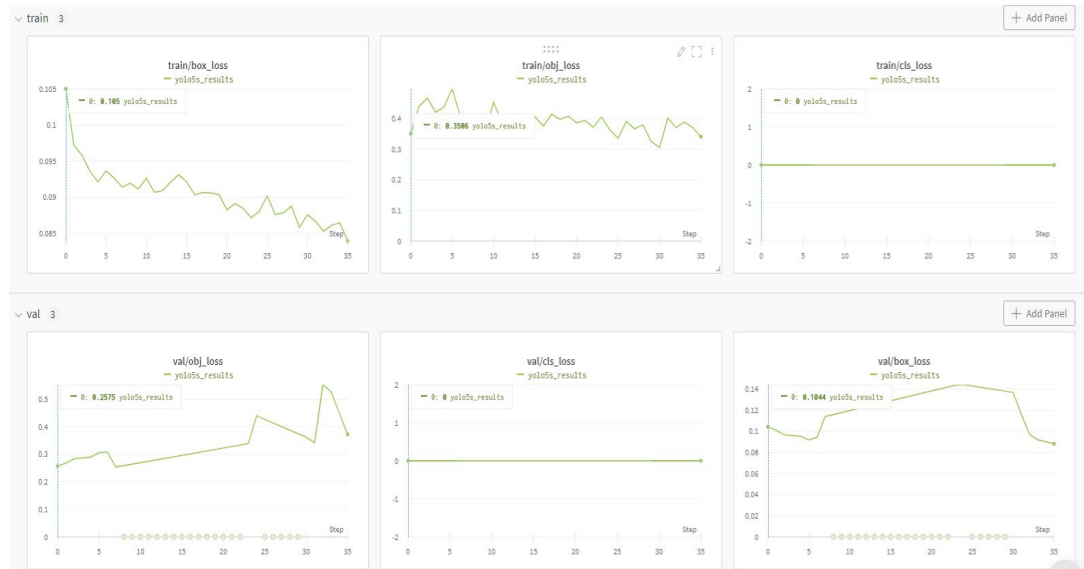 train 3
+ Add Panel
train/box_loss
yolo5s_results
0: 0.105 yolo5s_results
0.105
0.1
0.095
0.09
0.085
Step
0 5 10 15 20 25 30 35
train/obj_loss
yolo5s_results
0: 0.3506 yolo5s_results
0.4
0.3
0.2
0.1
0
Step
0 5 10 15 20 25 30 35
train/cls_loss
yolo5s_results
0: 0 yolo5s_results
2
1
0
-1
-2
Step
0 5 10 15 20 25 30 35
val 3
+ Add Panel
val/obj_loss
yolo5s_results
0: 0.2575 yolo5s_results
0.5
0.4
0.3
0.2
0.1
0
Step
0 5 10 15 20 25 30 35
val/cls_loss
yolo5s_results
0: 0 yolo5s_results
2
1
0
-1
-2
Step
0 5 10 15 20 25 30 35
val/box_loss
yolo5s_results
0: 0.1044 yolo5s_results
0.14
0.12
0.1
0.08
0.06
0.04
0.02
0
Step
0 5 10 15 20 25 30 35